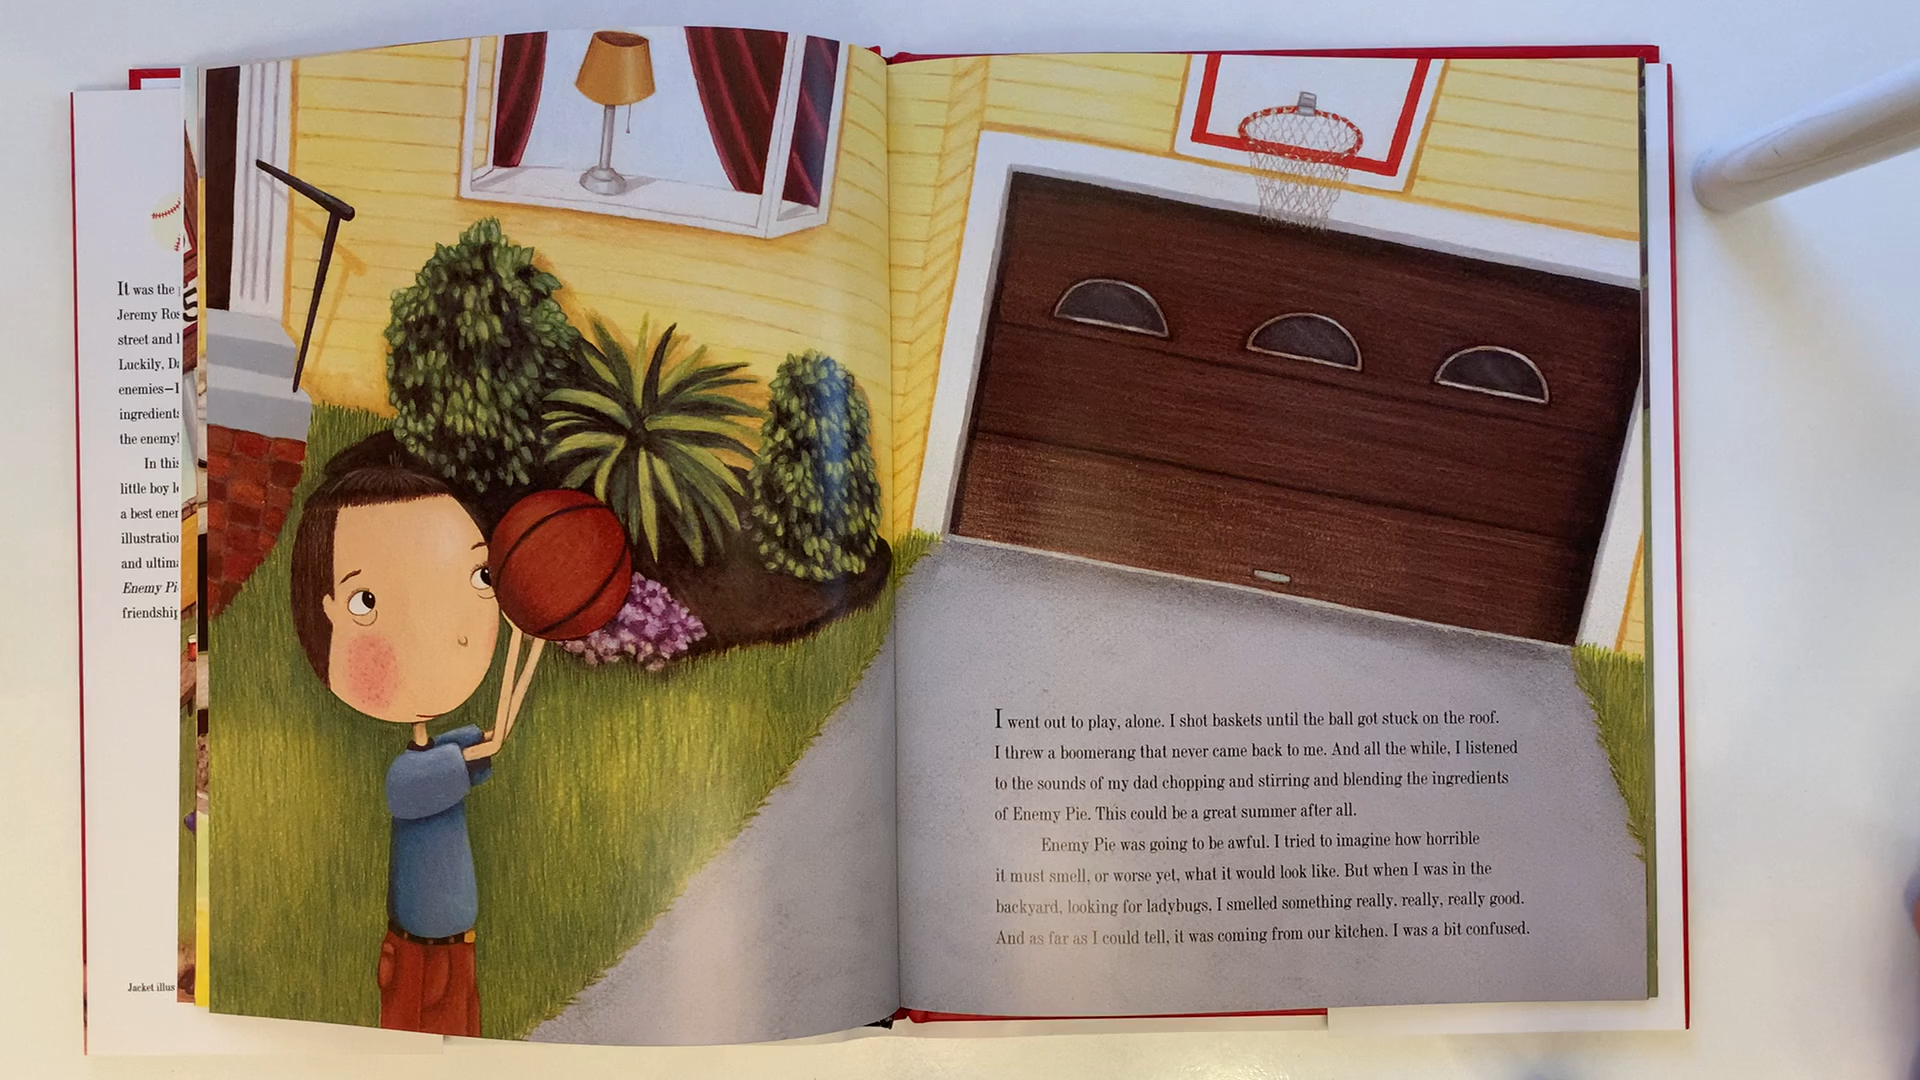 It was the
Jeremy Ros
street and
Luckily, D
enemies—
ingredients
the enemy!
In this
little boy
a best ener
illustration
and ultim
Enemy Pi
friendship
Jacket illus
5
I went out to play, alone. I shot baskets until the ball got stuck on the roof.
I threw a boomerang that never came back to me. And all the while, I listened
to the sounds of my dad chopping and stirring and blending the ingredients
of Enemy Pie. This could be a great summer after all.
Enemy Pie was going to be awful. I tried to imagine how horrible
it must smell, or worse yet, what it would look like. But when I was in the
backyard, looking for ladybugs, I smelled something really, really, really good.
And as far as I could tell, it was coming from our kitchen. I was a bit confused.